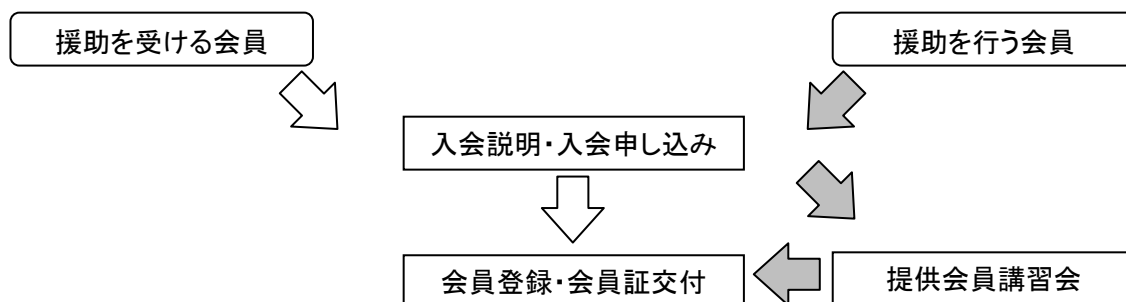 援助を受ける会員
援助を行う会員
入会説明・入会申し込み
会員登録・会員証交付
提供会員講習会